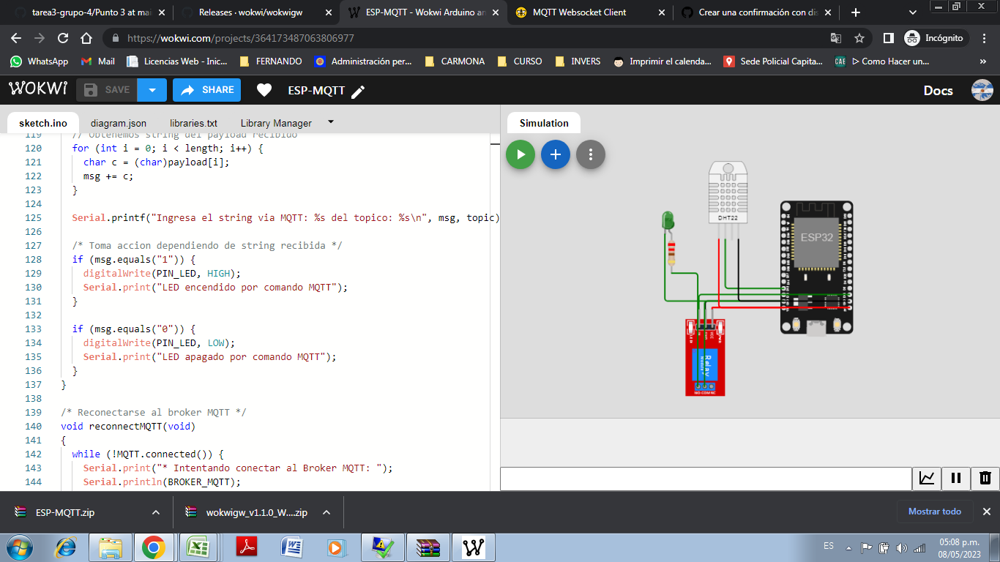 tarea3-grupo-4/Punto 3 at mai
Releases · wokwi/wokwigw
ESP-MQTT - Wokwi Arduino an
MQTT Websocket Client
Crear una confirmación con dis
https://wokwi.com/projects/364173487063806977
Incógnito
WhatsApp
Mail
Licencias Web - Inic...
FERNANDO
Administración per...
CARMONA
CURSO
INVERS
Imprimir el calenda...
Sede Policial Capita...
CAE
Como Hacer un...
»
WOKWI
SAVE
SHARE
ESP-MQTT
Docs
sketch.ino
diagram.json
libraries.txt
Library Manager
Simulation
119 // Obtenemos string del payload recibido
120 for (int i = 0; i < length; i++) {
121 char c = (char)payload[i];
122 msg += c;
123 }
124
125 Serial.printf("Ingresa el string via MQTT: %s del topico: %s\n", msg, topic)
126
127 /* Toma accion dependiendo de string recibida */
128 if (msg.equals("1")) {
129 digitalWrite(PIN_LED, HIGH);
130 Serial.print("LED encendido por comando MQTT");
131 }
132
133 if (msg.equals("0")) {
134 digitalWrite(PIN_LED, LOW);
135 Serial.print("LED apagado por comando MQTT");
136 }
137 }
138
139 /* Reconectarse al broker MQTT */
140 void reconnectMQTT(void)
141 {
142 while (!MQTT.connected()) {
143 Serial.print("* Intentando conectar al Broker MQTT: ");
144 Serial.println(BROKER_MQTT);
DHT22
ESP32
VCC
Relay
Module
NO COM NC
ESP-MQTT.zip
wokwigw_v1.1.0_W....zip
Mostrar todo
ES
05:08 p.m.
08/05/2023